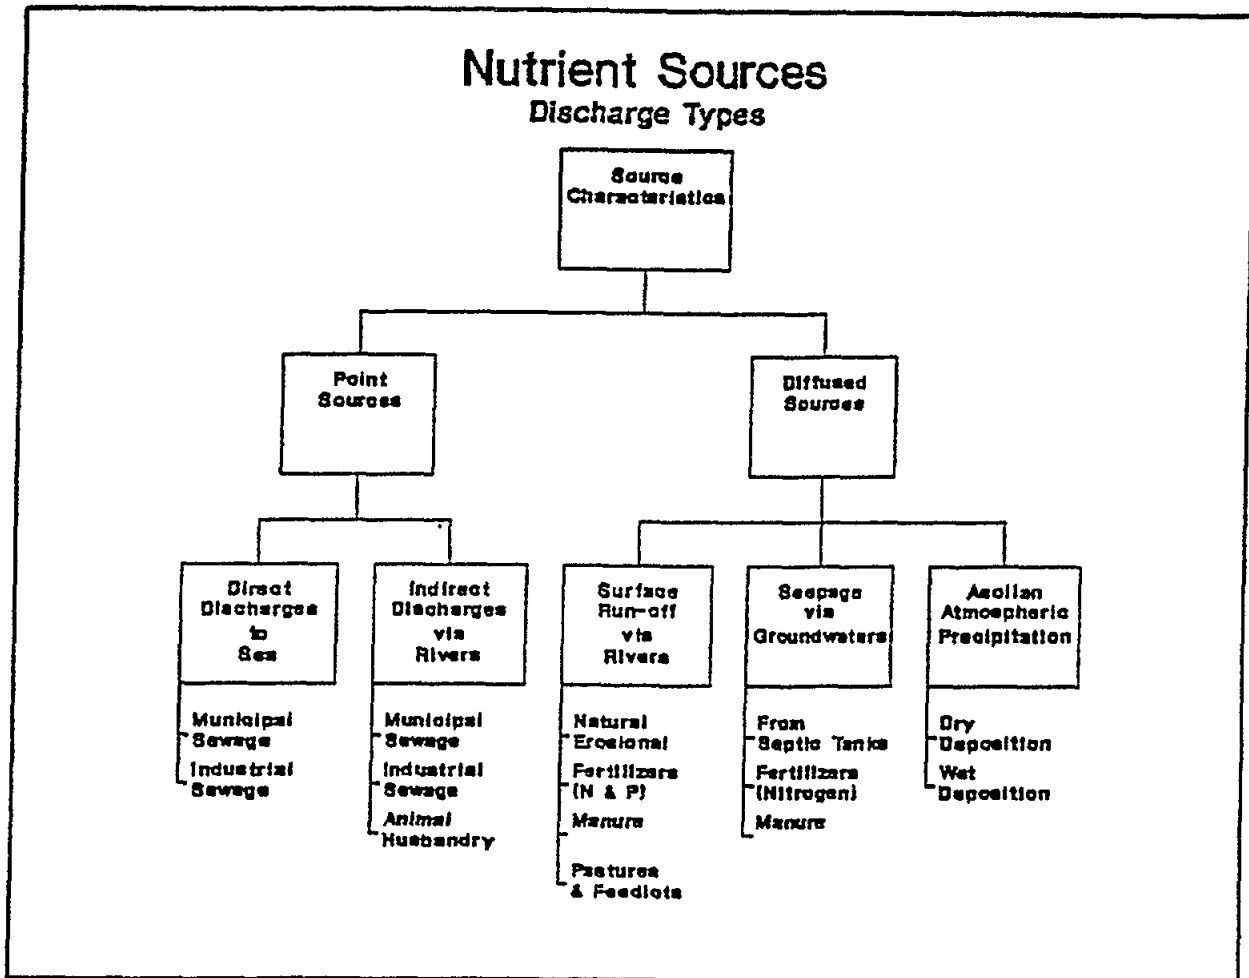 Nutrient Sources
Discharge Types
Source
Characteristics
Point
Sources
Diffused
Sources
Direct
Discharges
to
Sea
Indirect
Discharges
via
Rivers
Surface
Run-off
via
Rivers
Seepage
via
Groundwaters
Aeolian
Atmospheric
Precipitation
Municipal
Sewage
Industrial
Sewage
Municipal
Sewage
Industrial
Sewage
Animal
Husbandry
Natural
Erosional
Fertilizers
(N & P)
Manure
Pastures
& Feedlots
From
Septic Tanks
Fertilizers
(Nitrogen)
Manure
Dry
Deposition
Wet
Deposition